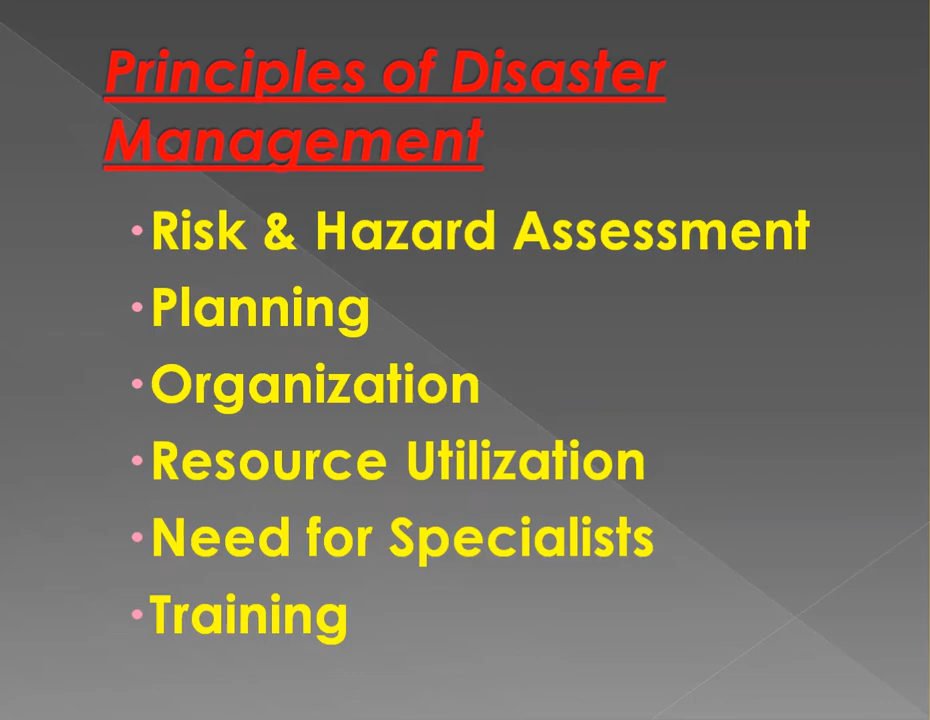 Principles of Disaster
Management
• Risk & Hazard Assessment
• Planning
• Organization
• Resource Utilization
• Need for Specialists
• Training